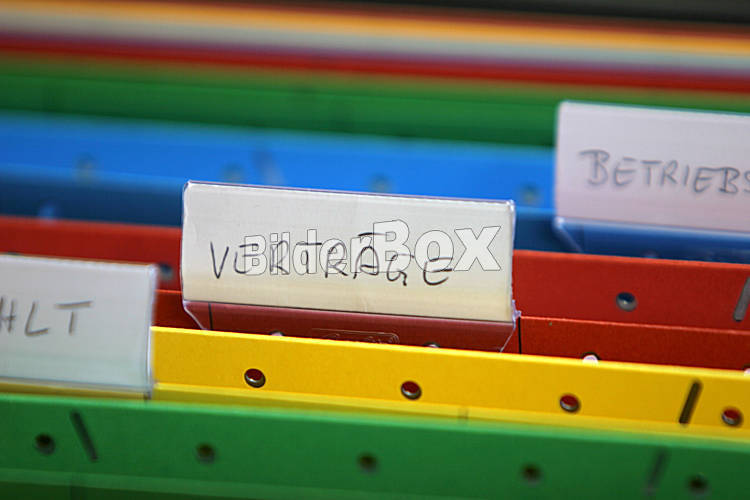 BETRIEBS
VERTRÄGE
BilderBOX
HLT